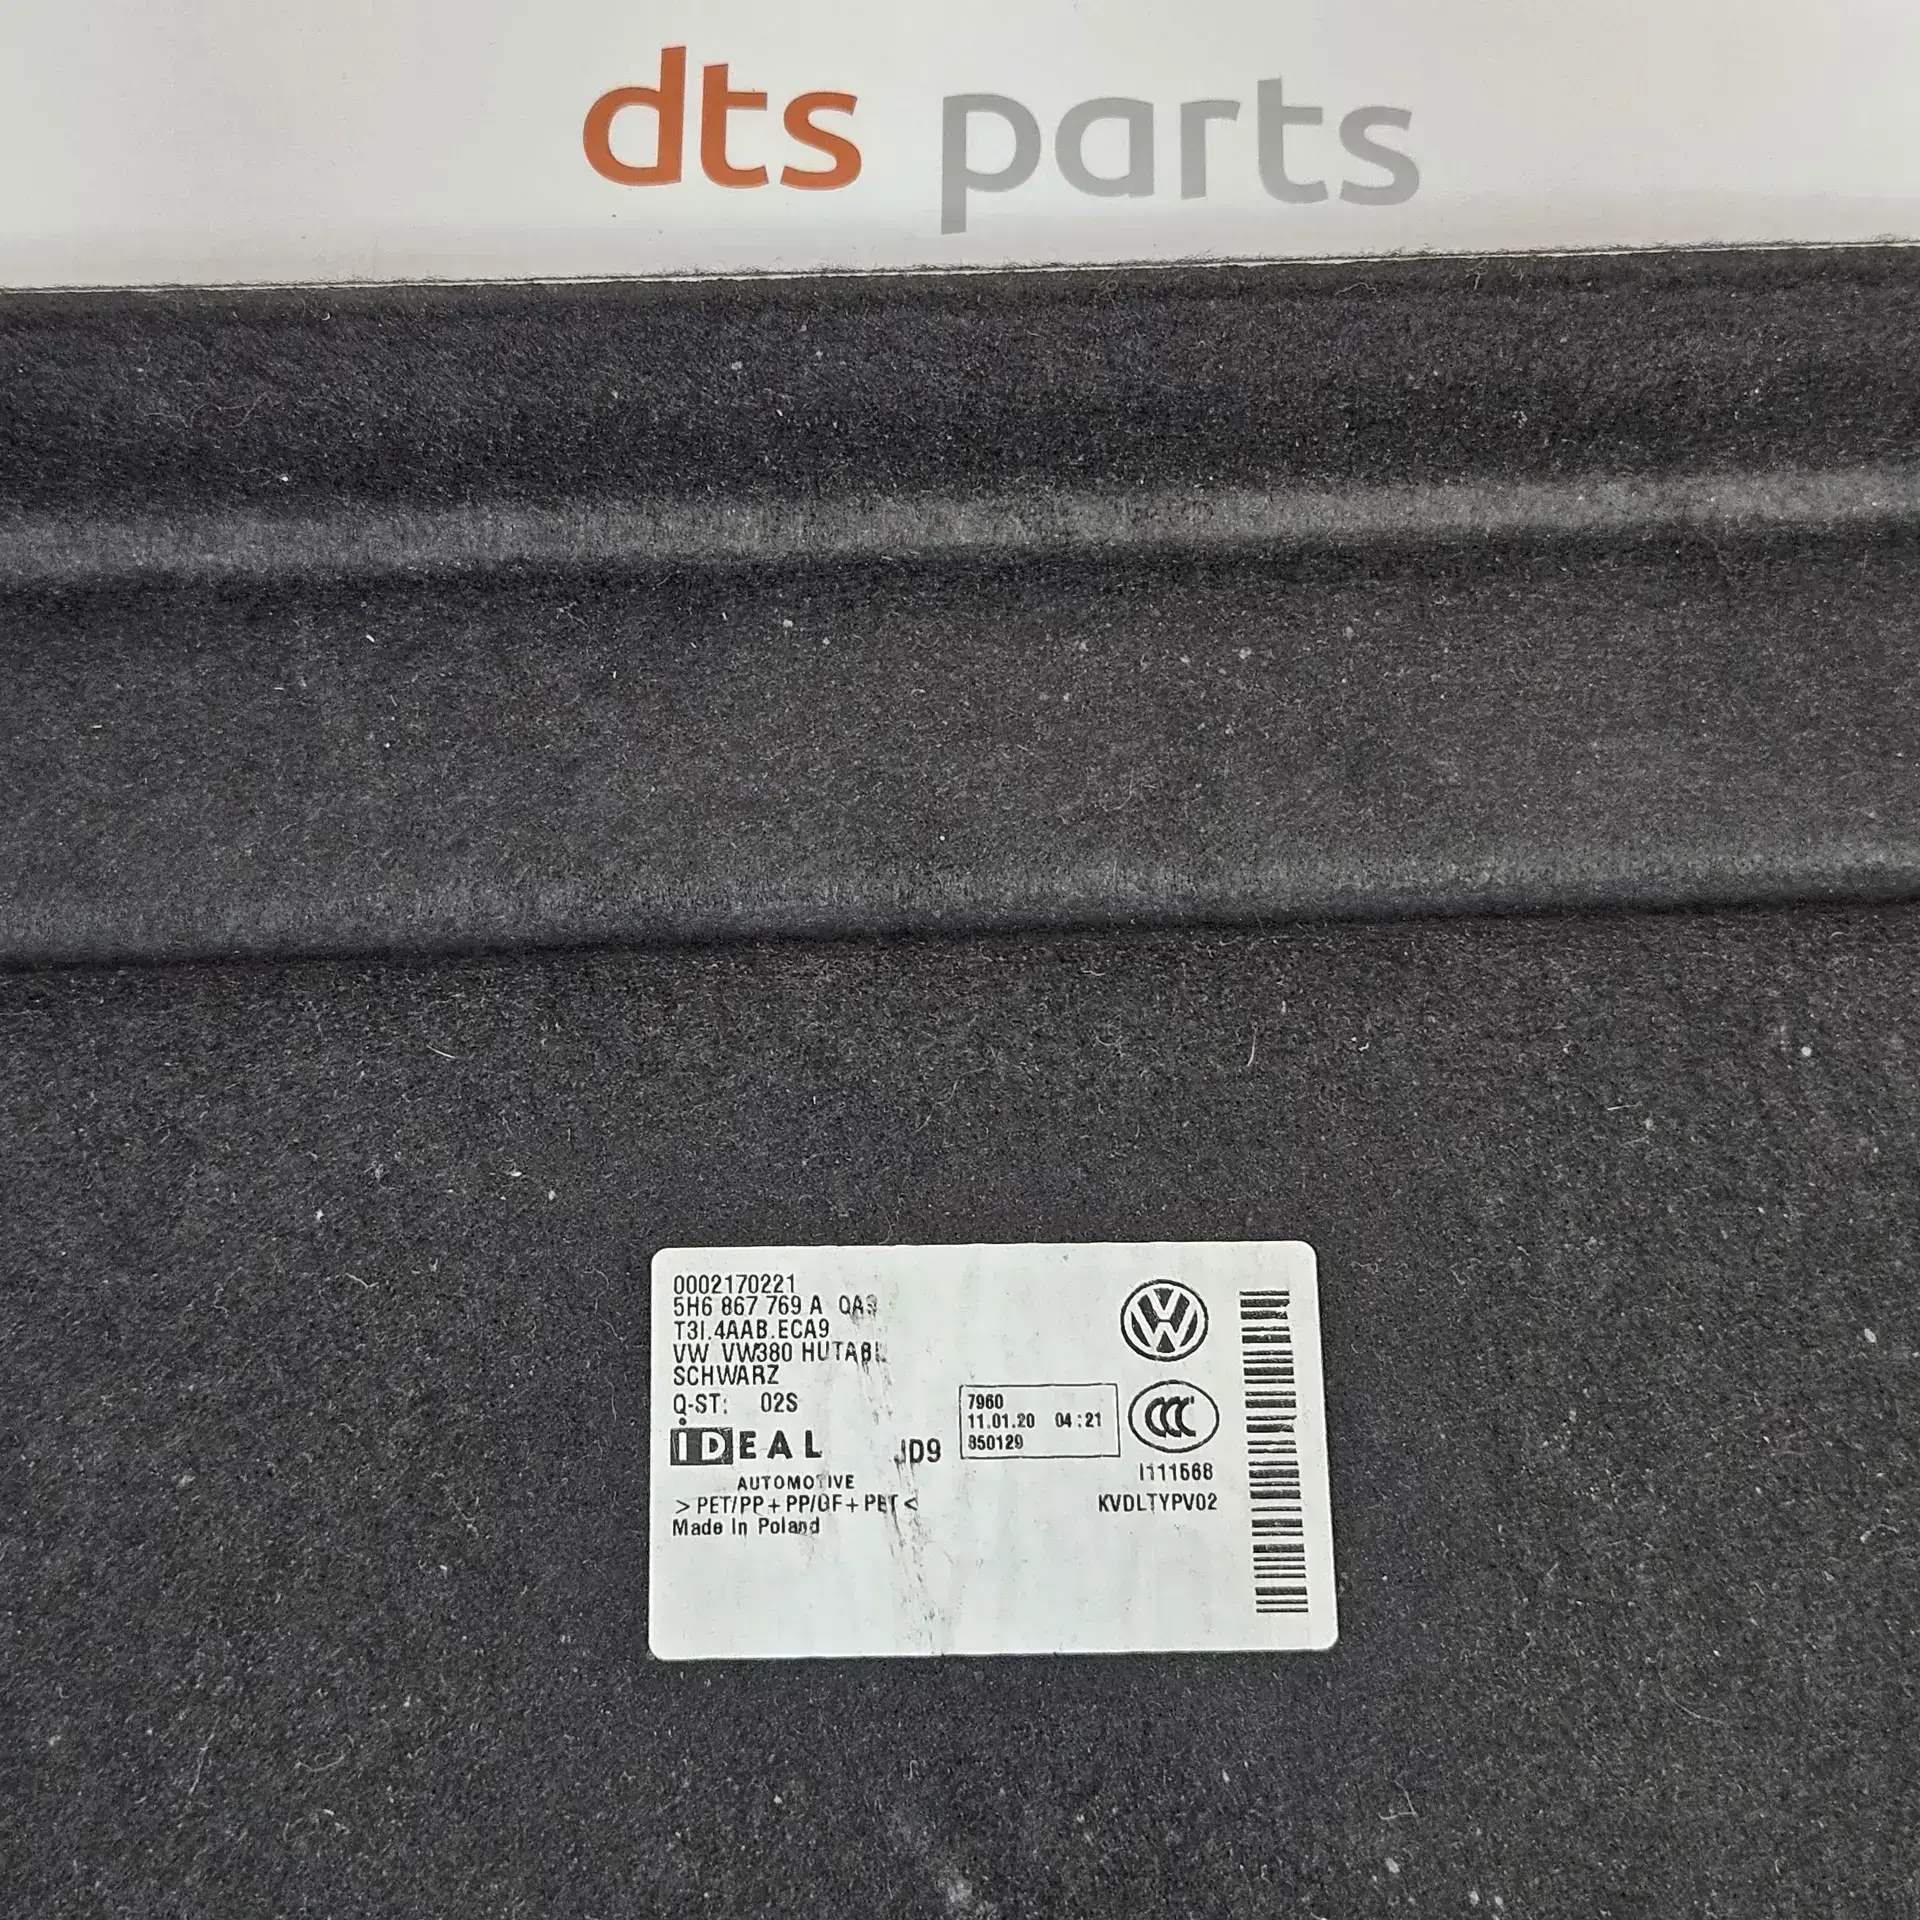 dts parts
0002170221
5H6 867 769 A
T3I.4AAB.ECA9
VW VW380 HUTABL
SCHWARZ
Q-ST: 02S
IDEAL
AUTOMOTIVE
JD9
>PET/PP+PP/GF+PET<
Made In Poland
7960
11.01.20 04:21
850129
CCC
I111568
KVDLTYPV02